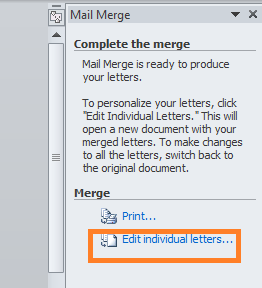 Mail Merge
Complete the merge
Mail Merge is ready to produce
your letters.
To personalize your letters, click
"Edit Individual Letters." This will
open a new document with your
merged letters. To make changes
to all the letters, switch back to
the original document.
Merge
Print...
Edit individual letters...